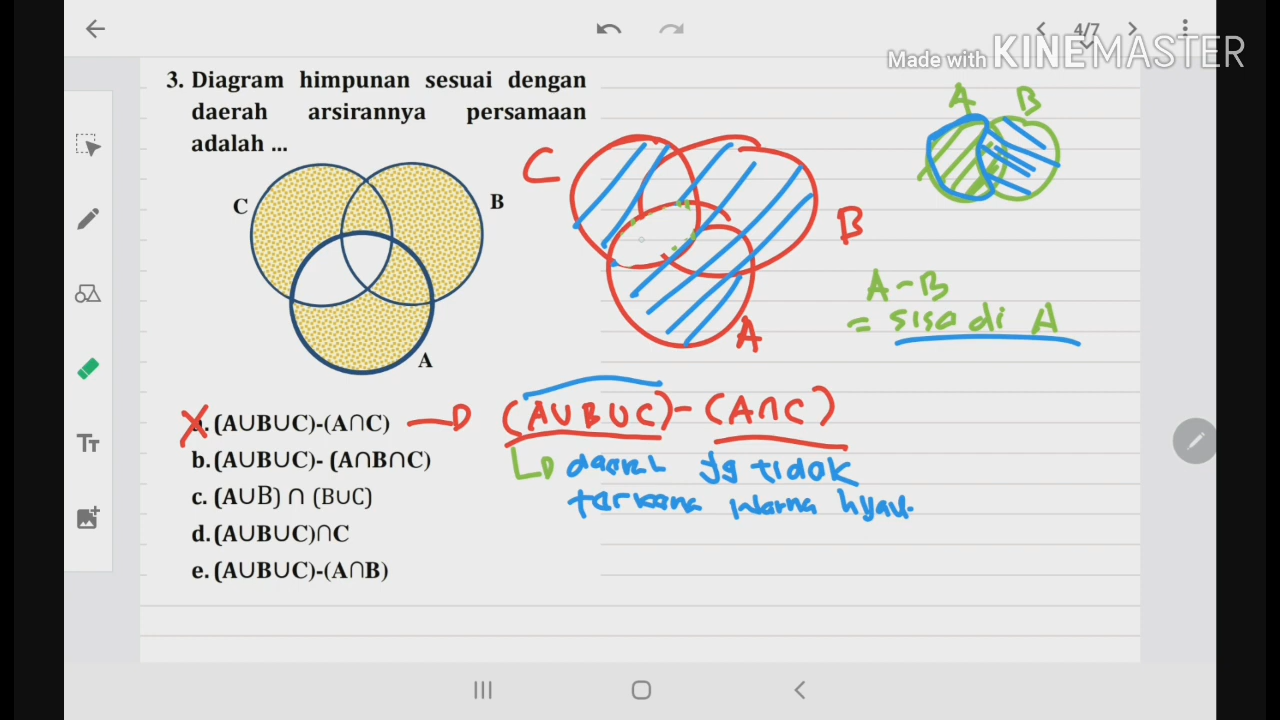 4/7
Made with KINEMASTER
3. Diagram himpunan sesuai dengan
daerah arsirannya persamaan
adalah ...
C
B
A
C
B
A
A B
A - B
= sisa di A
a. (A∪B∪C)-(A∩C)
(A∪B∪C) - (A∩C)
b. (A∪B∪C)- (A∩B∩C)
daerah yg tidak
c. (A∪B) ∩ (B∪C)
terkena warna hijau.
d. (A∪B∪C)∩C
e. (A∪B∪C)-(A∩B)
Tт